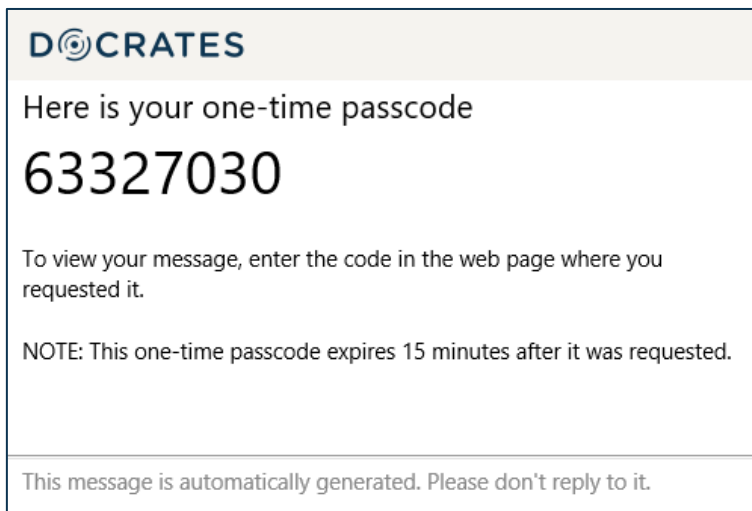 DOCRATES
Here is your one-time passcode
63327030
To view your message, enter the code in the web page where you
requested it.
NOTE: This one-time passcode expires 15 minutes after it was requested.
This message is automatically generated. Please don't reply to it.